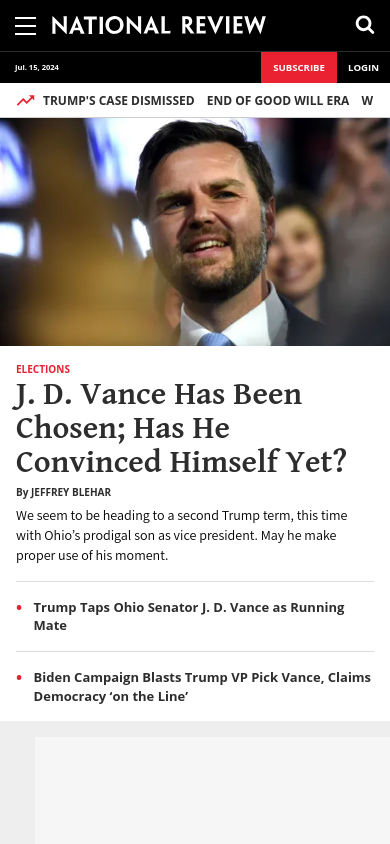 NATIONAL REVIEW
Jul. 15, 2024
SUBSCRIBE
LOGIN
TRUMP'S CASE DISMISSED END OF GOOD WILL ERA W
ELECTIONS
J. D. Vance Has Been
Chosen; Has He
Convinced Himself Yet?
By JEFFREY BLEHAR
We seem to be heading to a second Trump term, this time
with Ohio’s prodigal son as vice president. May he make
proper use of his moment.
• Trump Taps Ohio Senator J. D. Vance as Running
Mate
• Biden Campaign Blasts Trump VP Pick Vance, Claims
Democracy ‘on the Line’